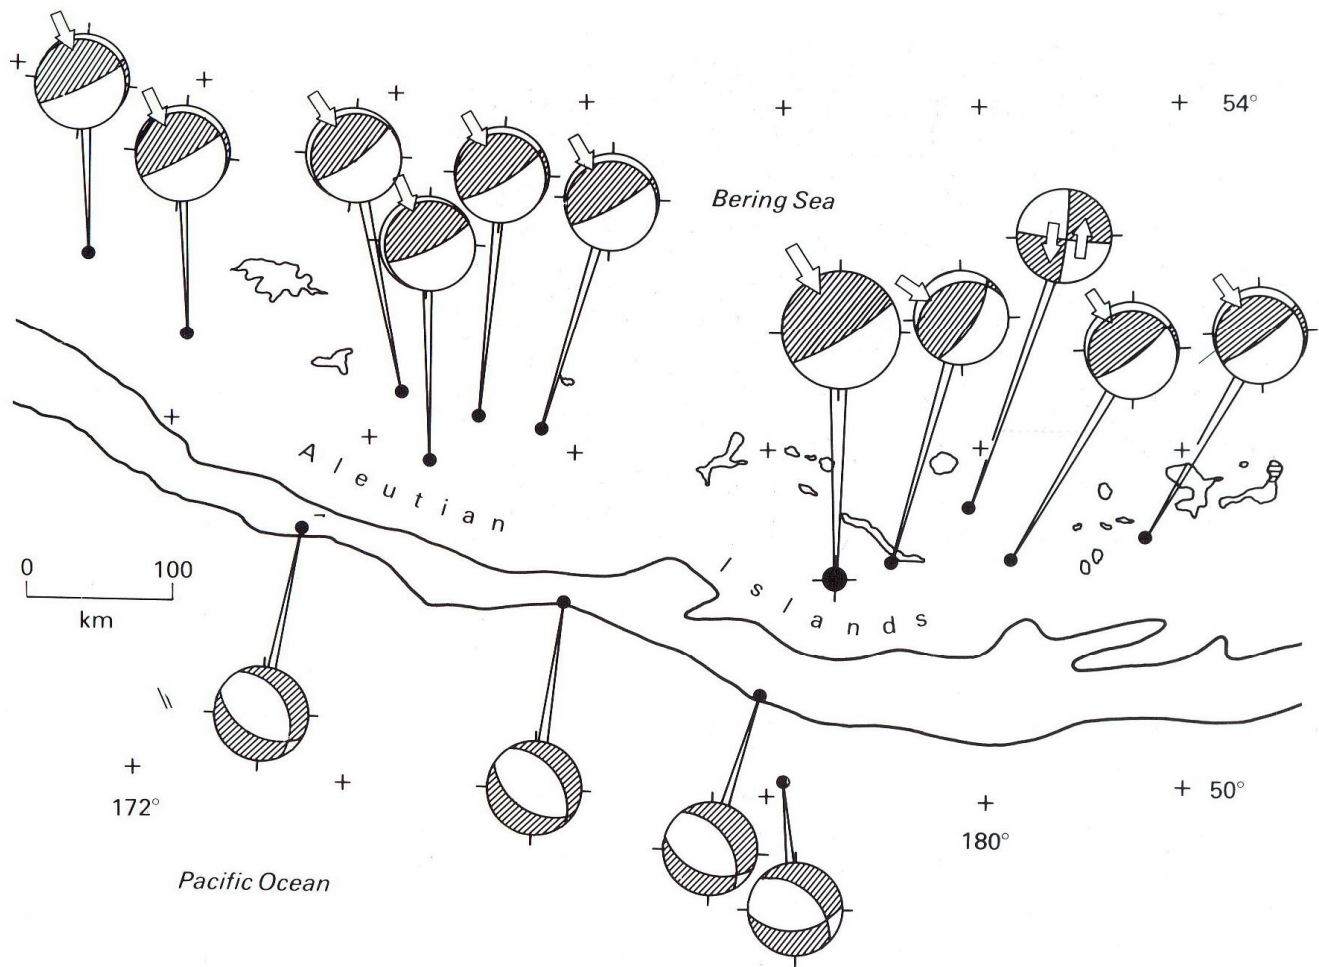 54°
Bering Sea
Aleutian
Islands
0 100
km
50°
172°
180°
Pacific Ocean